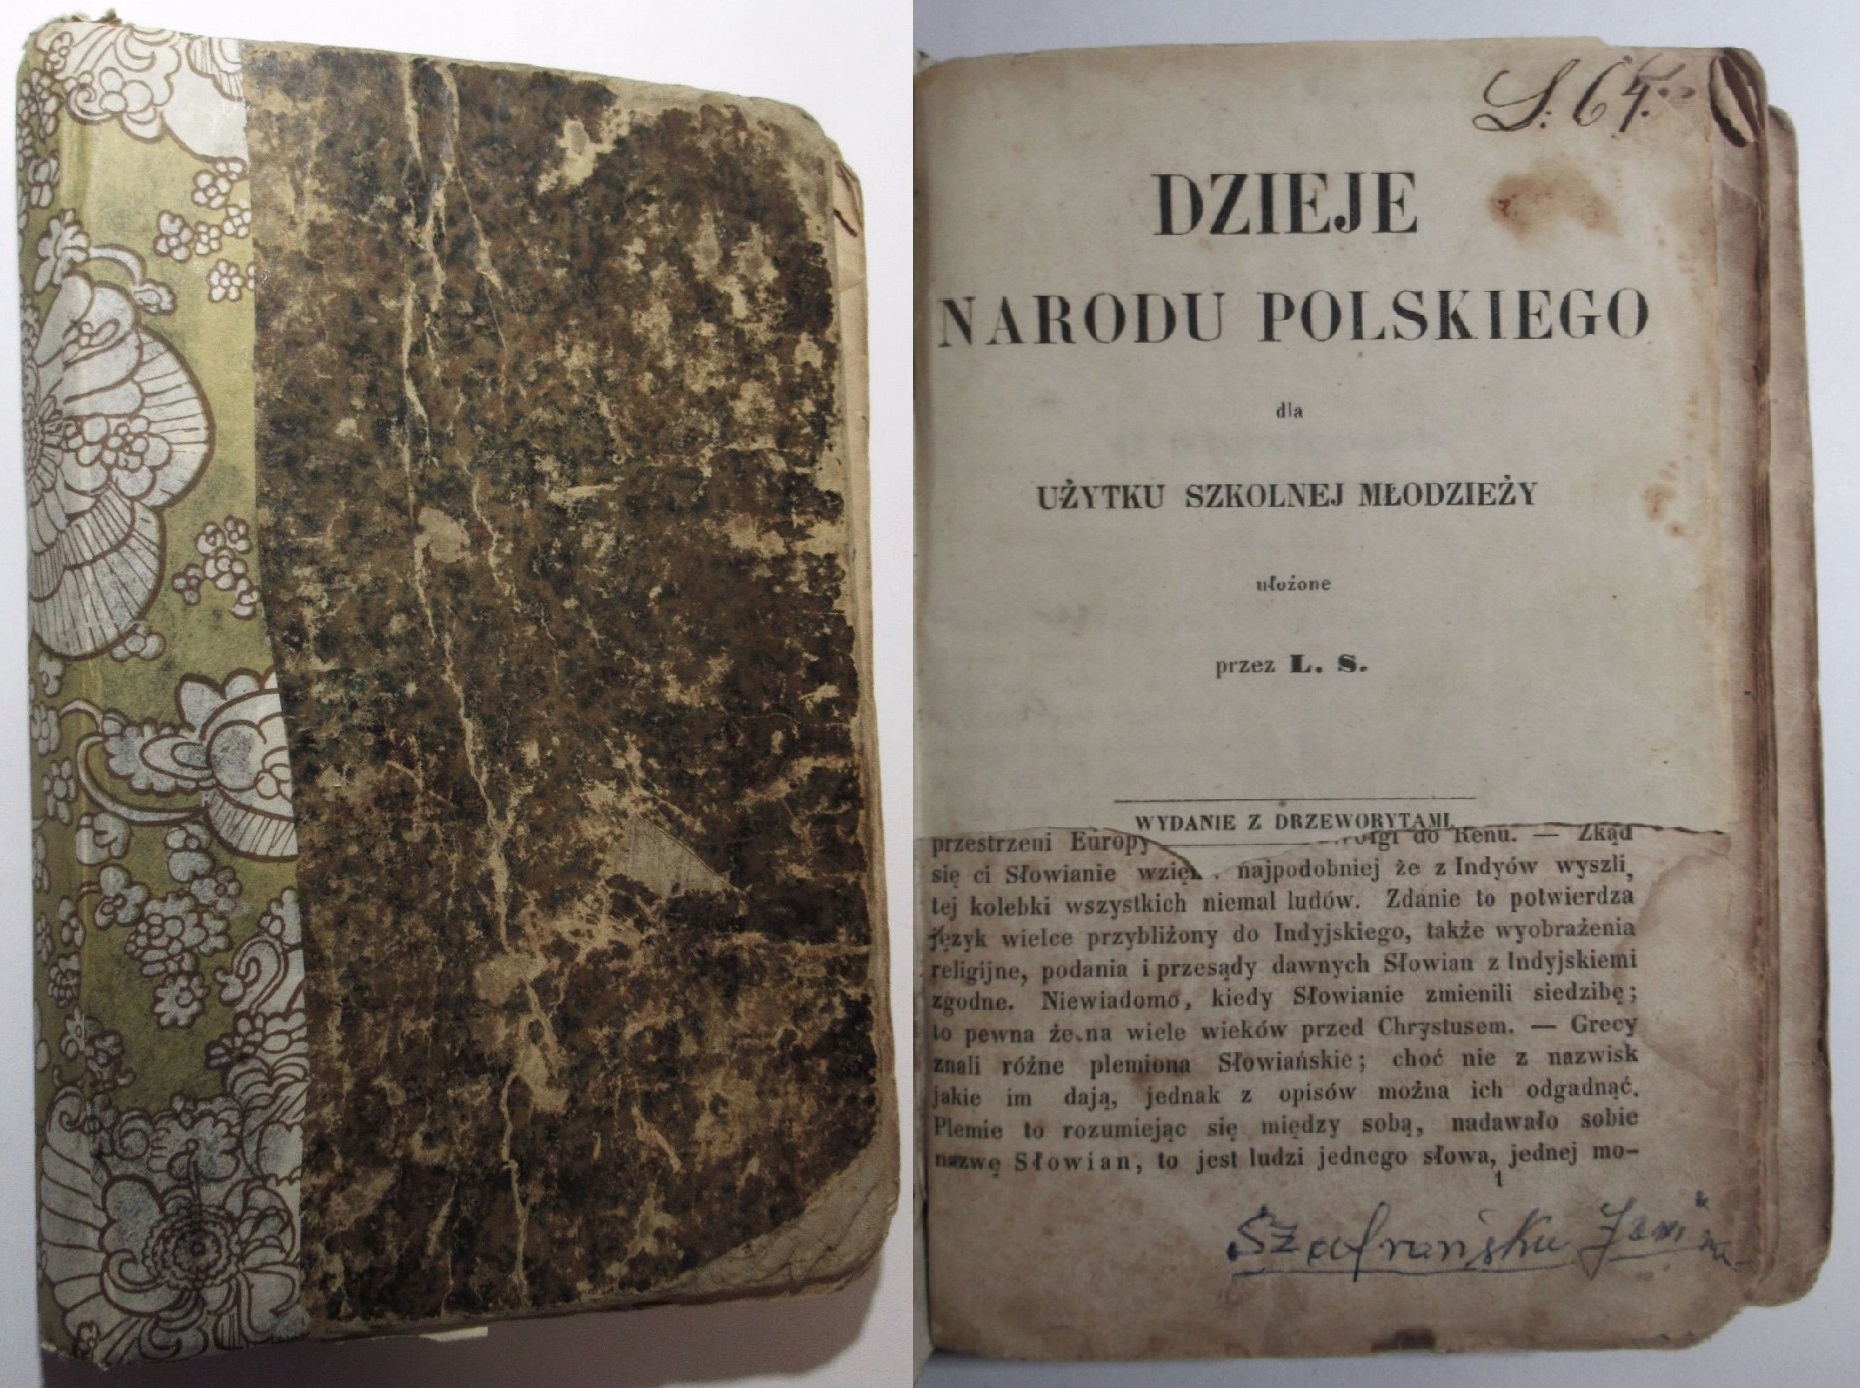 S. 64.
DZIEJE
NARODU POLSKIEGO
dla
UŻYTKU SZKOLNEJ MŁODZIEŻY
ułożone
przez L. S.
WYDANIE Z DRZEWORYTAMI.
przestrzeni Europy do Renu. — Zkąd
się ci Słowianie najpodobniej że z Indyów wyszli,
tej kolebki wszystkich niemal ludów. Zdanie to potwierdza
język wielce przybliżony do Indyjskiego, także wyobrażenia
religijne, podania i przesądy dawnych Słowian z Indyjskiemi
zgodne. Niewiadomo, kiedy Słowianie zmienili siedzibę;
to pewna że na wiele wieków przed Chrystusem. — Grecy
znali różne plemiona Słowiańskie; choć nie z nazwisk
jakie im dają, jednak z opisów można ich odgadnąć.
Plemie to rozumiejąc się między sobą, nadawało sobie
nazwę Słowian, to jest ludzi jednego słowa, jednej mo-
1
Szafrańska Janina